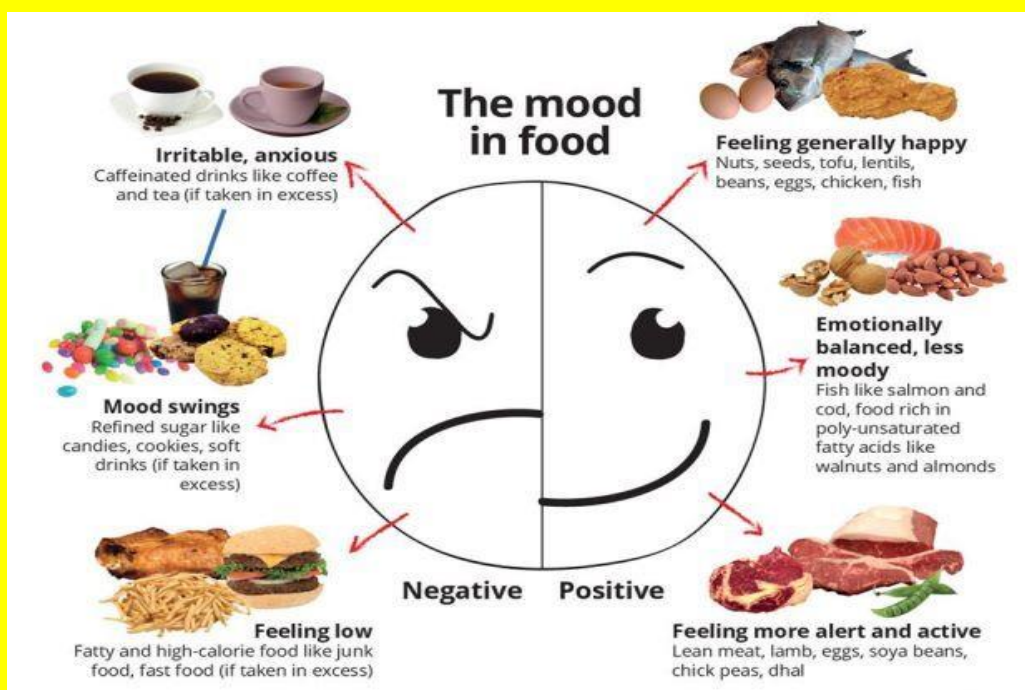 The mood
in food
Irritable, anxious
Caffeinated drinks like coffee
and tea (if taken in excess)
Mood swings
Refined sugar like
candies, cookies, soft
drinks (if taken in
excess)
Feeling low
Fatty and high-calorie food like junk
food, fast food (if taken in excess)
Negative
Positive
Feeling generally happy
Nuts, seeds, tofu, lentils,
beans, eggs, chicken, fish
Emotionally
balanced, less
moody
Fish like salmon and
cod, food rich in
poly-unsaturated
fatty acids like
walnuts and almonds
Feeling more alert and active
Lean meat, lamb, eggs, soya beans,
chick peas, dhal